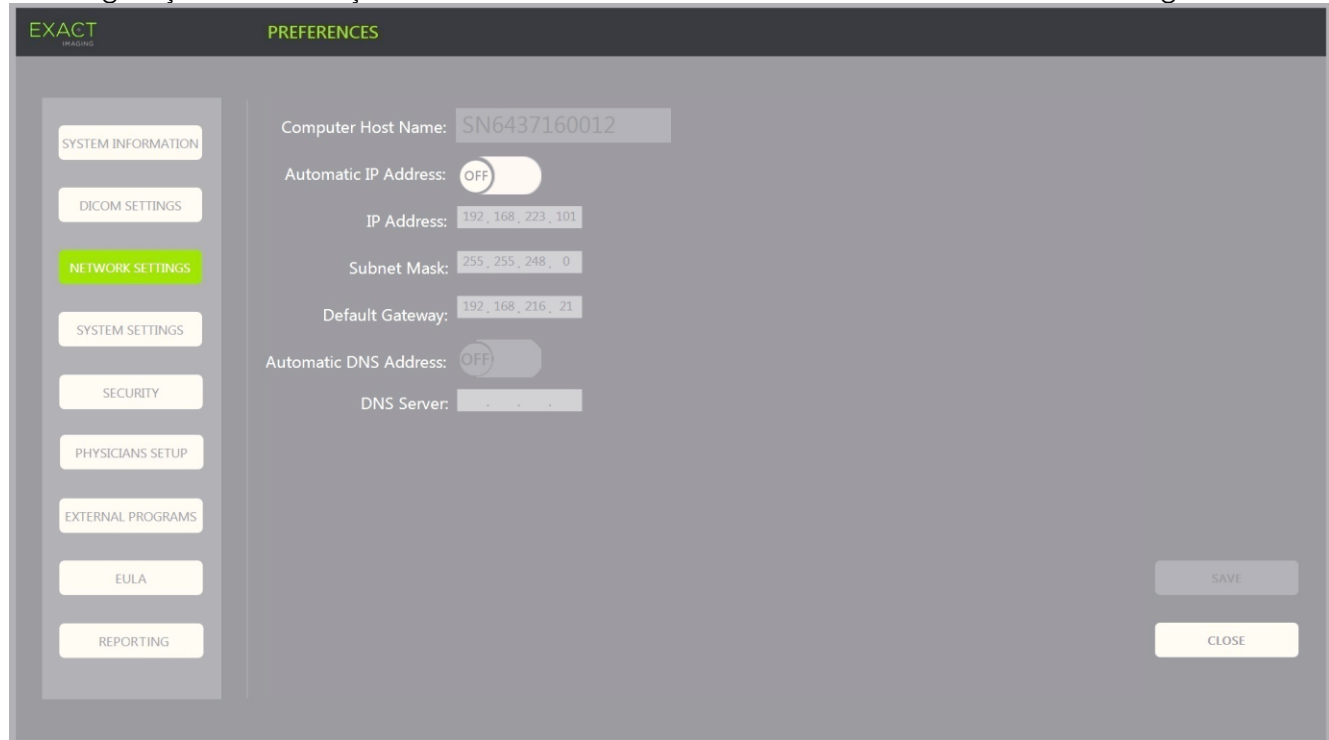 EXACT
IMAGING
PREFERENCES
SYSTEM INFORMATION
DICOM SETTINGS
NETWORK SETTINGS
SYSTEM SETTINGS
SECURITY
PHYSICIANS SETUP
EXTERNAL PROGRAMS
EULA
REPORTING
Computer Host Name: SN6437160012
Automatic IP Address: OFF
IP Address: 192 . 168 . 223 . 101
Subnet Mask: 255 . 255 . 248 . 0
Default Gateway: 192 . 168 . 216 . 21
Automatic DNS Address: OFF
DNS Server: . . .
SAVE
CLOSE